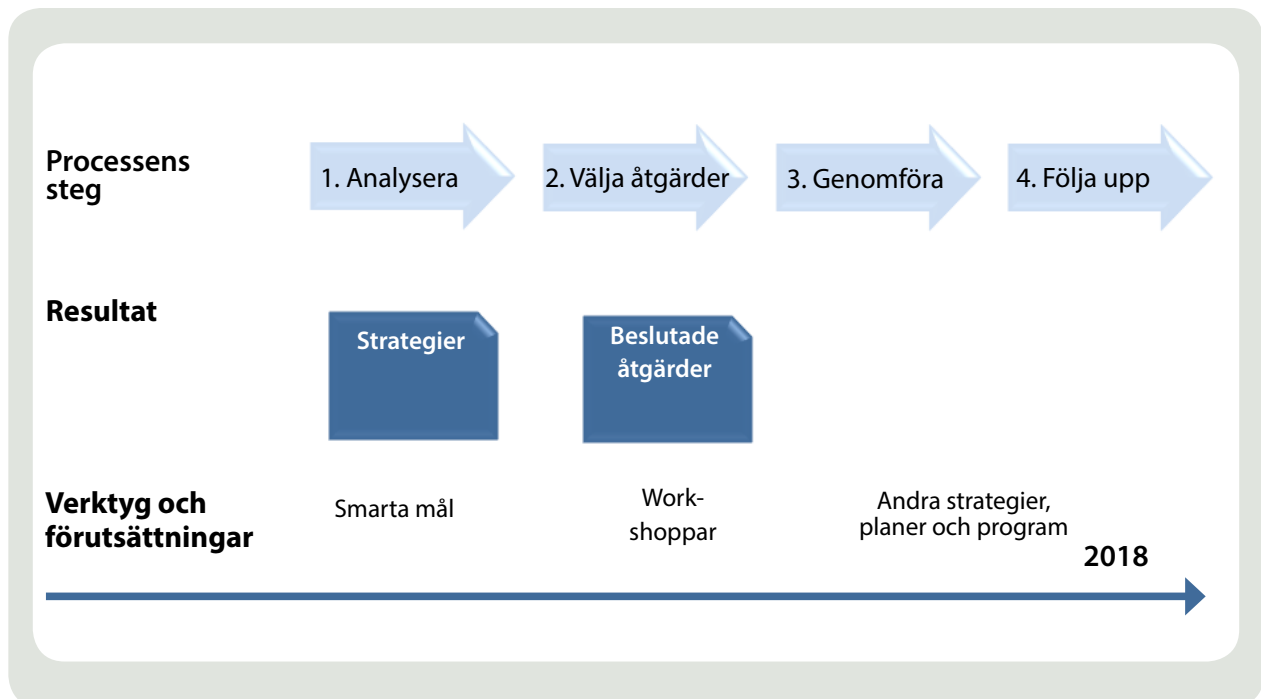 Processens
steg
1. Analysera
2. Välja åtgärder
3. Genomföra
4. Följa upp
Resultat
Strategier
Beslutade
åtgärder
Verktyg och
förutsättningar
Smarta mål
Work-
shoppar
Andra strategier,
planer och program
2018